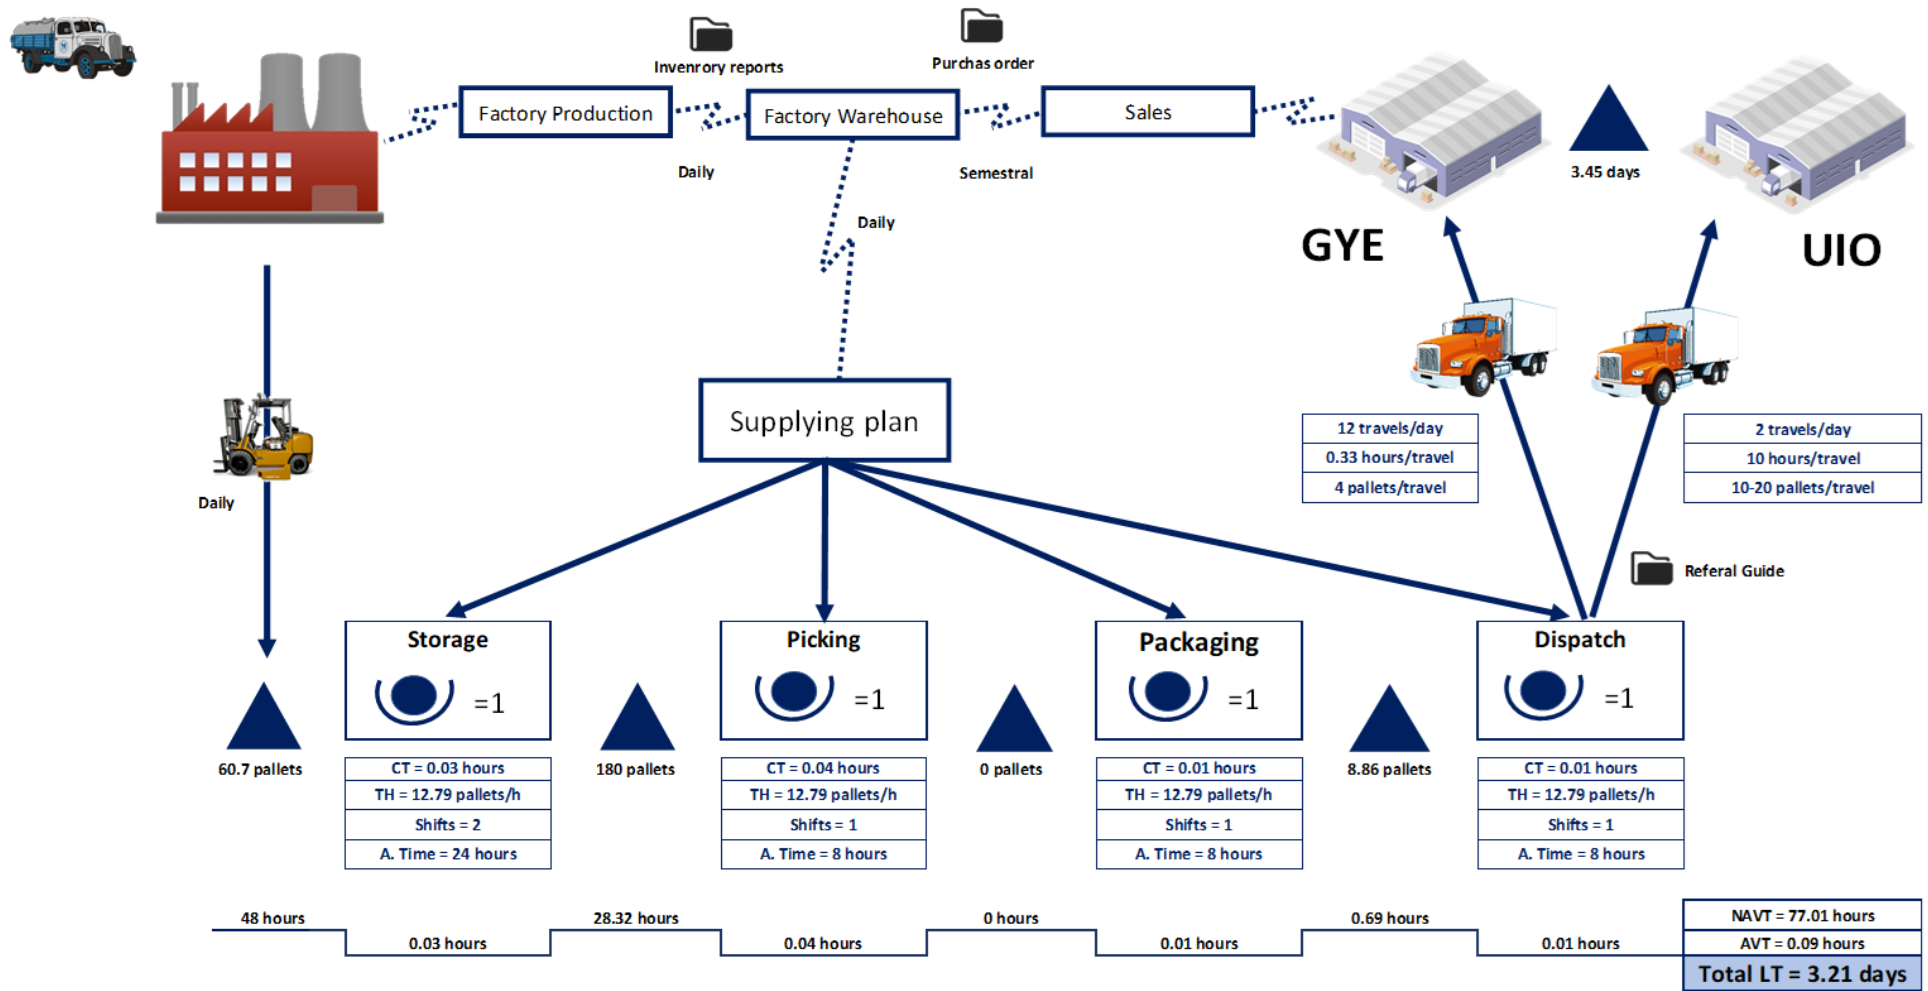 Invenrory reports
Purchas order
Factory Production
Factory Warehouse
Sales
Daily
Semestral
3.45 days
Daily
GYE
UIO
Supplying plan
Daily
12 travels/day
0.33 hours/travel
4 pallets/travel
2 travels/day
10 hours/travel
10-20 pallets/travel
Referal Guide
Storage
=1
Picking
=1
Packaging
=1
Dispatch
=1
60.7 pallets
180 pallets
0 pallets
8.86 pallets
CT = 0.03 hours
TH = 12.79 pallets/h
Shifts = 2
A. Time = 24 hours
CT = 0.04 hours
TH = 12.79 pallets/h
Shifts = 1
A. Time = 8 hours
CT = 0.01 hours
TH = 12.79 pallets/h
Shifts = 1
A. Time = 8 hours
CT = 0.01 hours
TH = 12.79 pallets/h
Shifts = 1
A. Time = 8 hours
48 hours
0.03 hours
28.32 hours
0.04 hours
0 hours
0.01 hours
0.69 hours
0.01 hours
NAVT = 77.01 hours
AVT = 0.09 hours
Total LT = 3.21 days